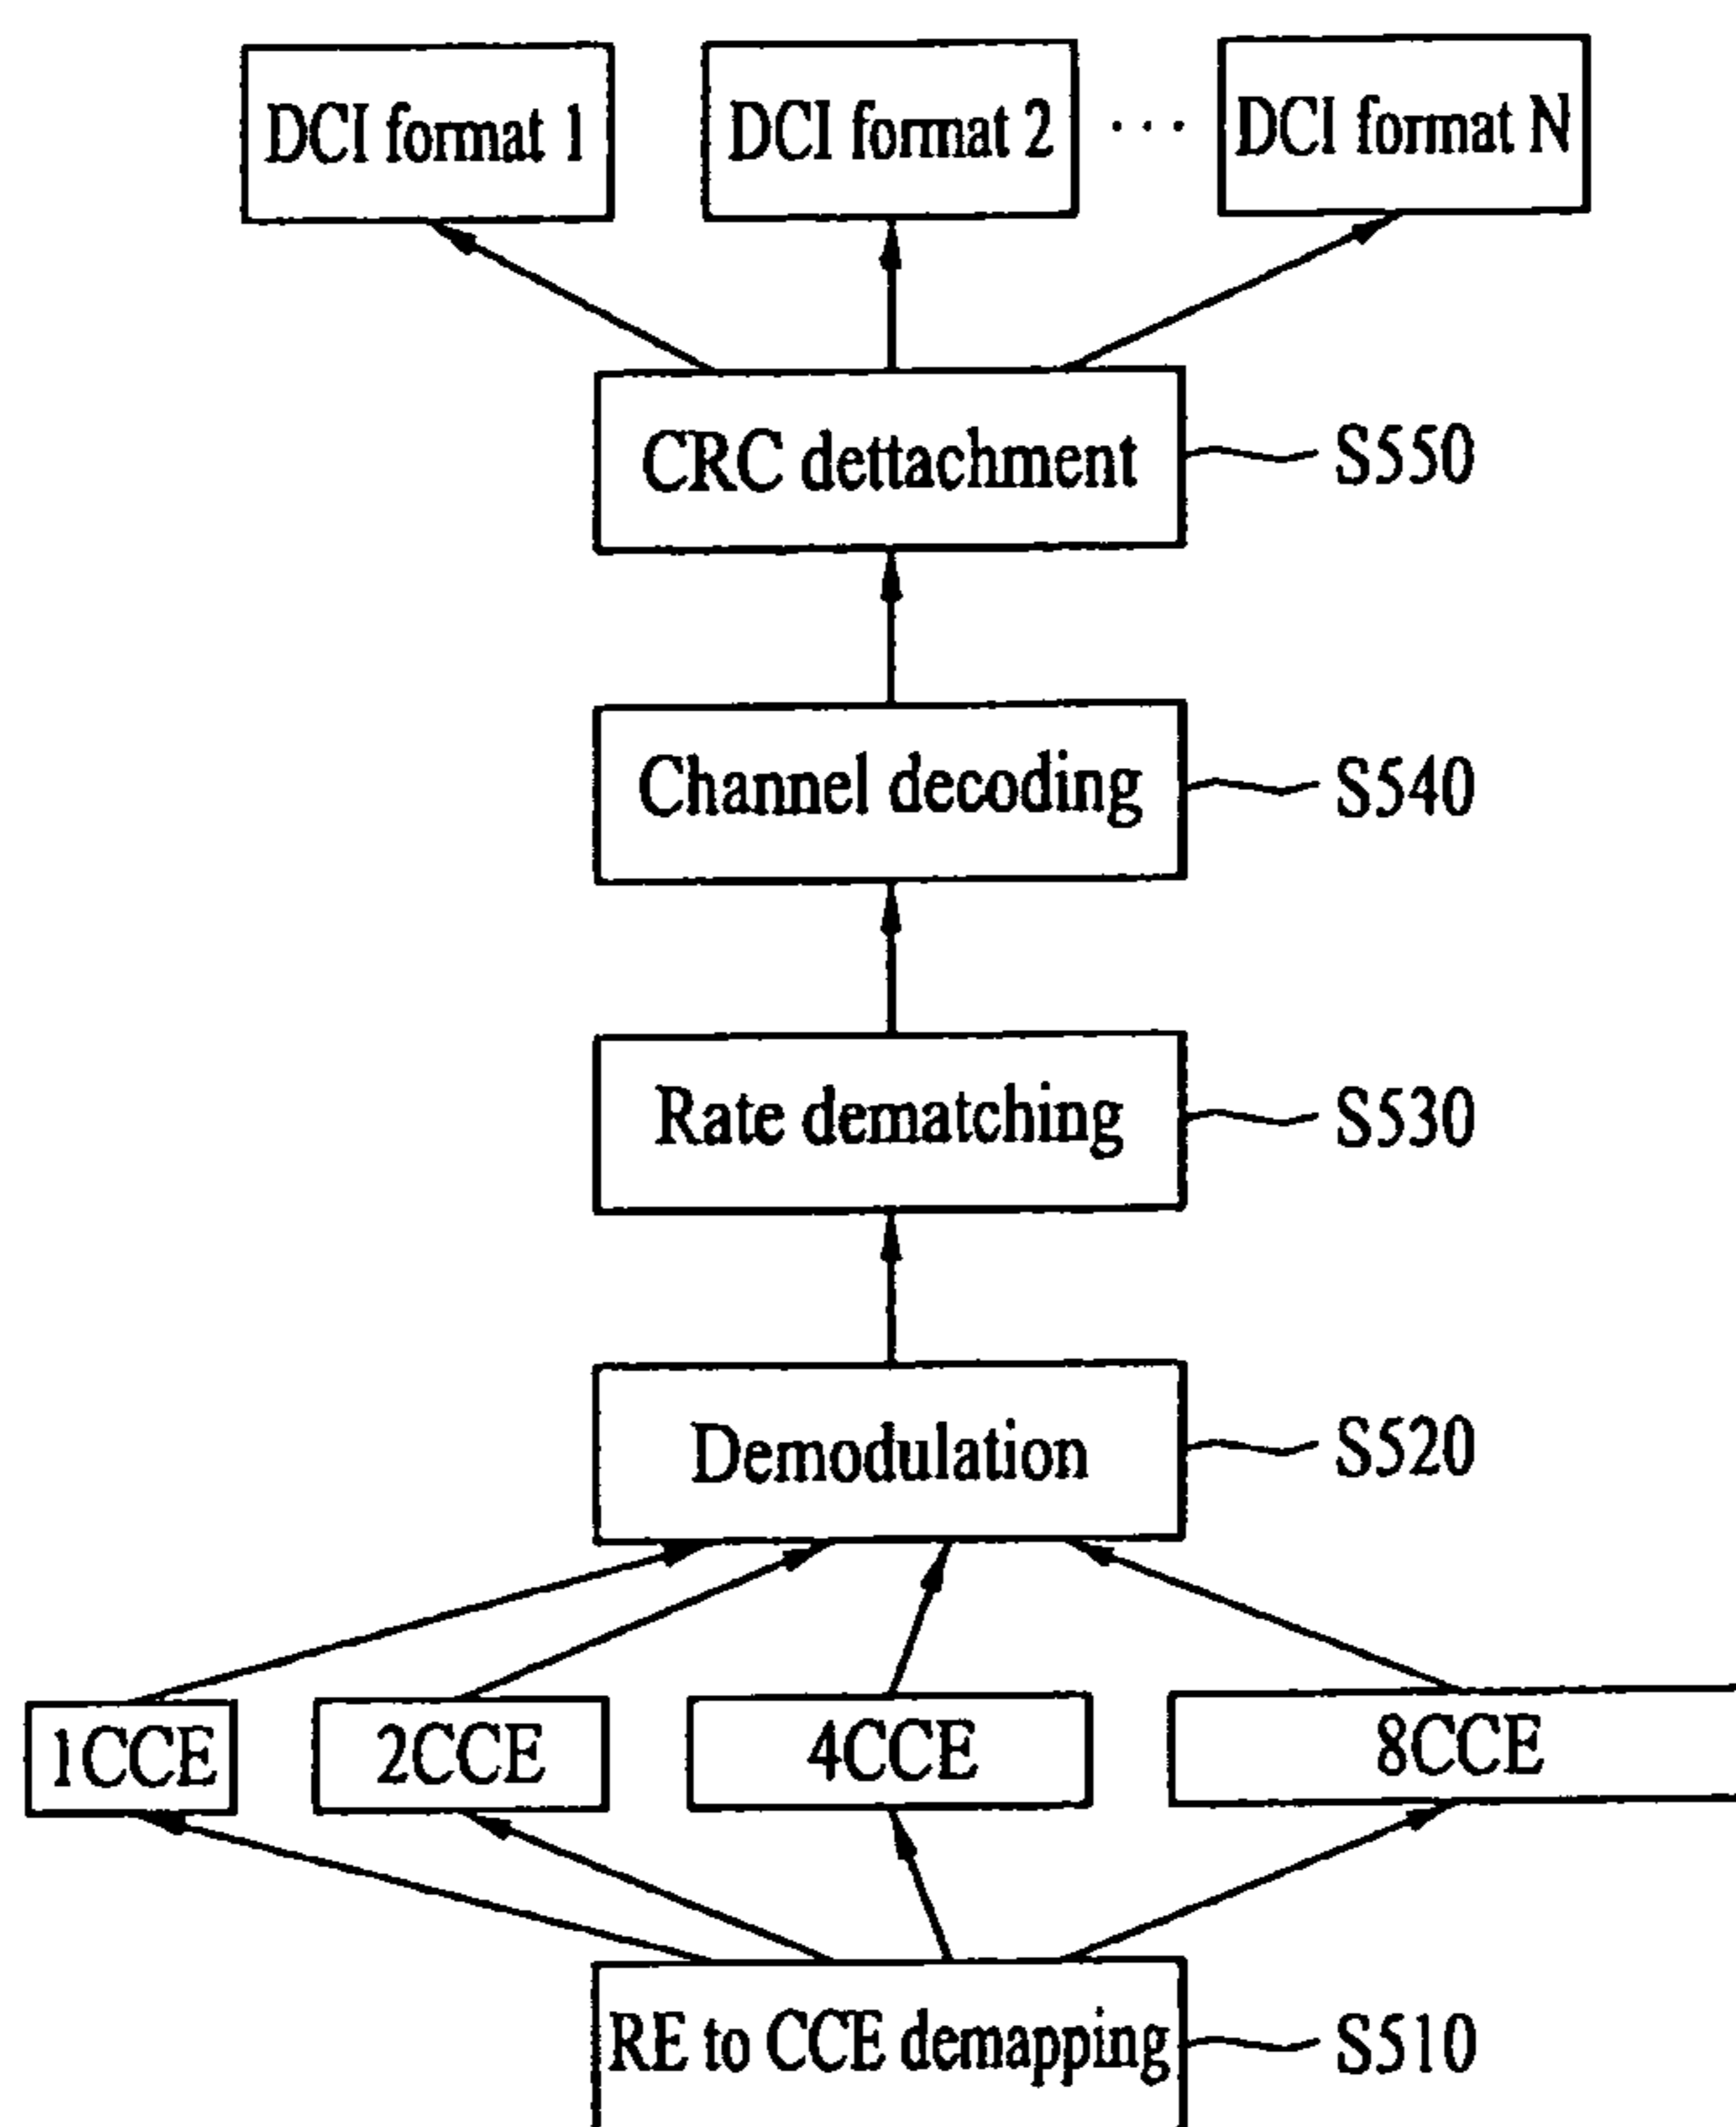 DCI format 1
DCI format 2
...
DCI format N
CRC dettachment
S550
Channel decoding
S540
Rate dematching
S530
Demodulation
S520
1CCE
2CCE
4CCE
8CCE
RE to CCE demapping
S510